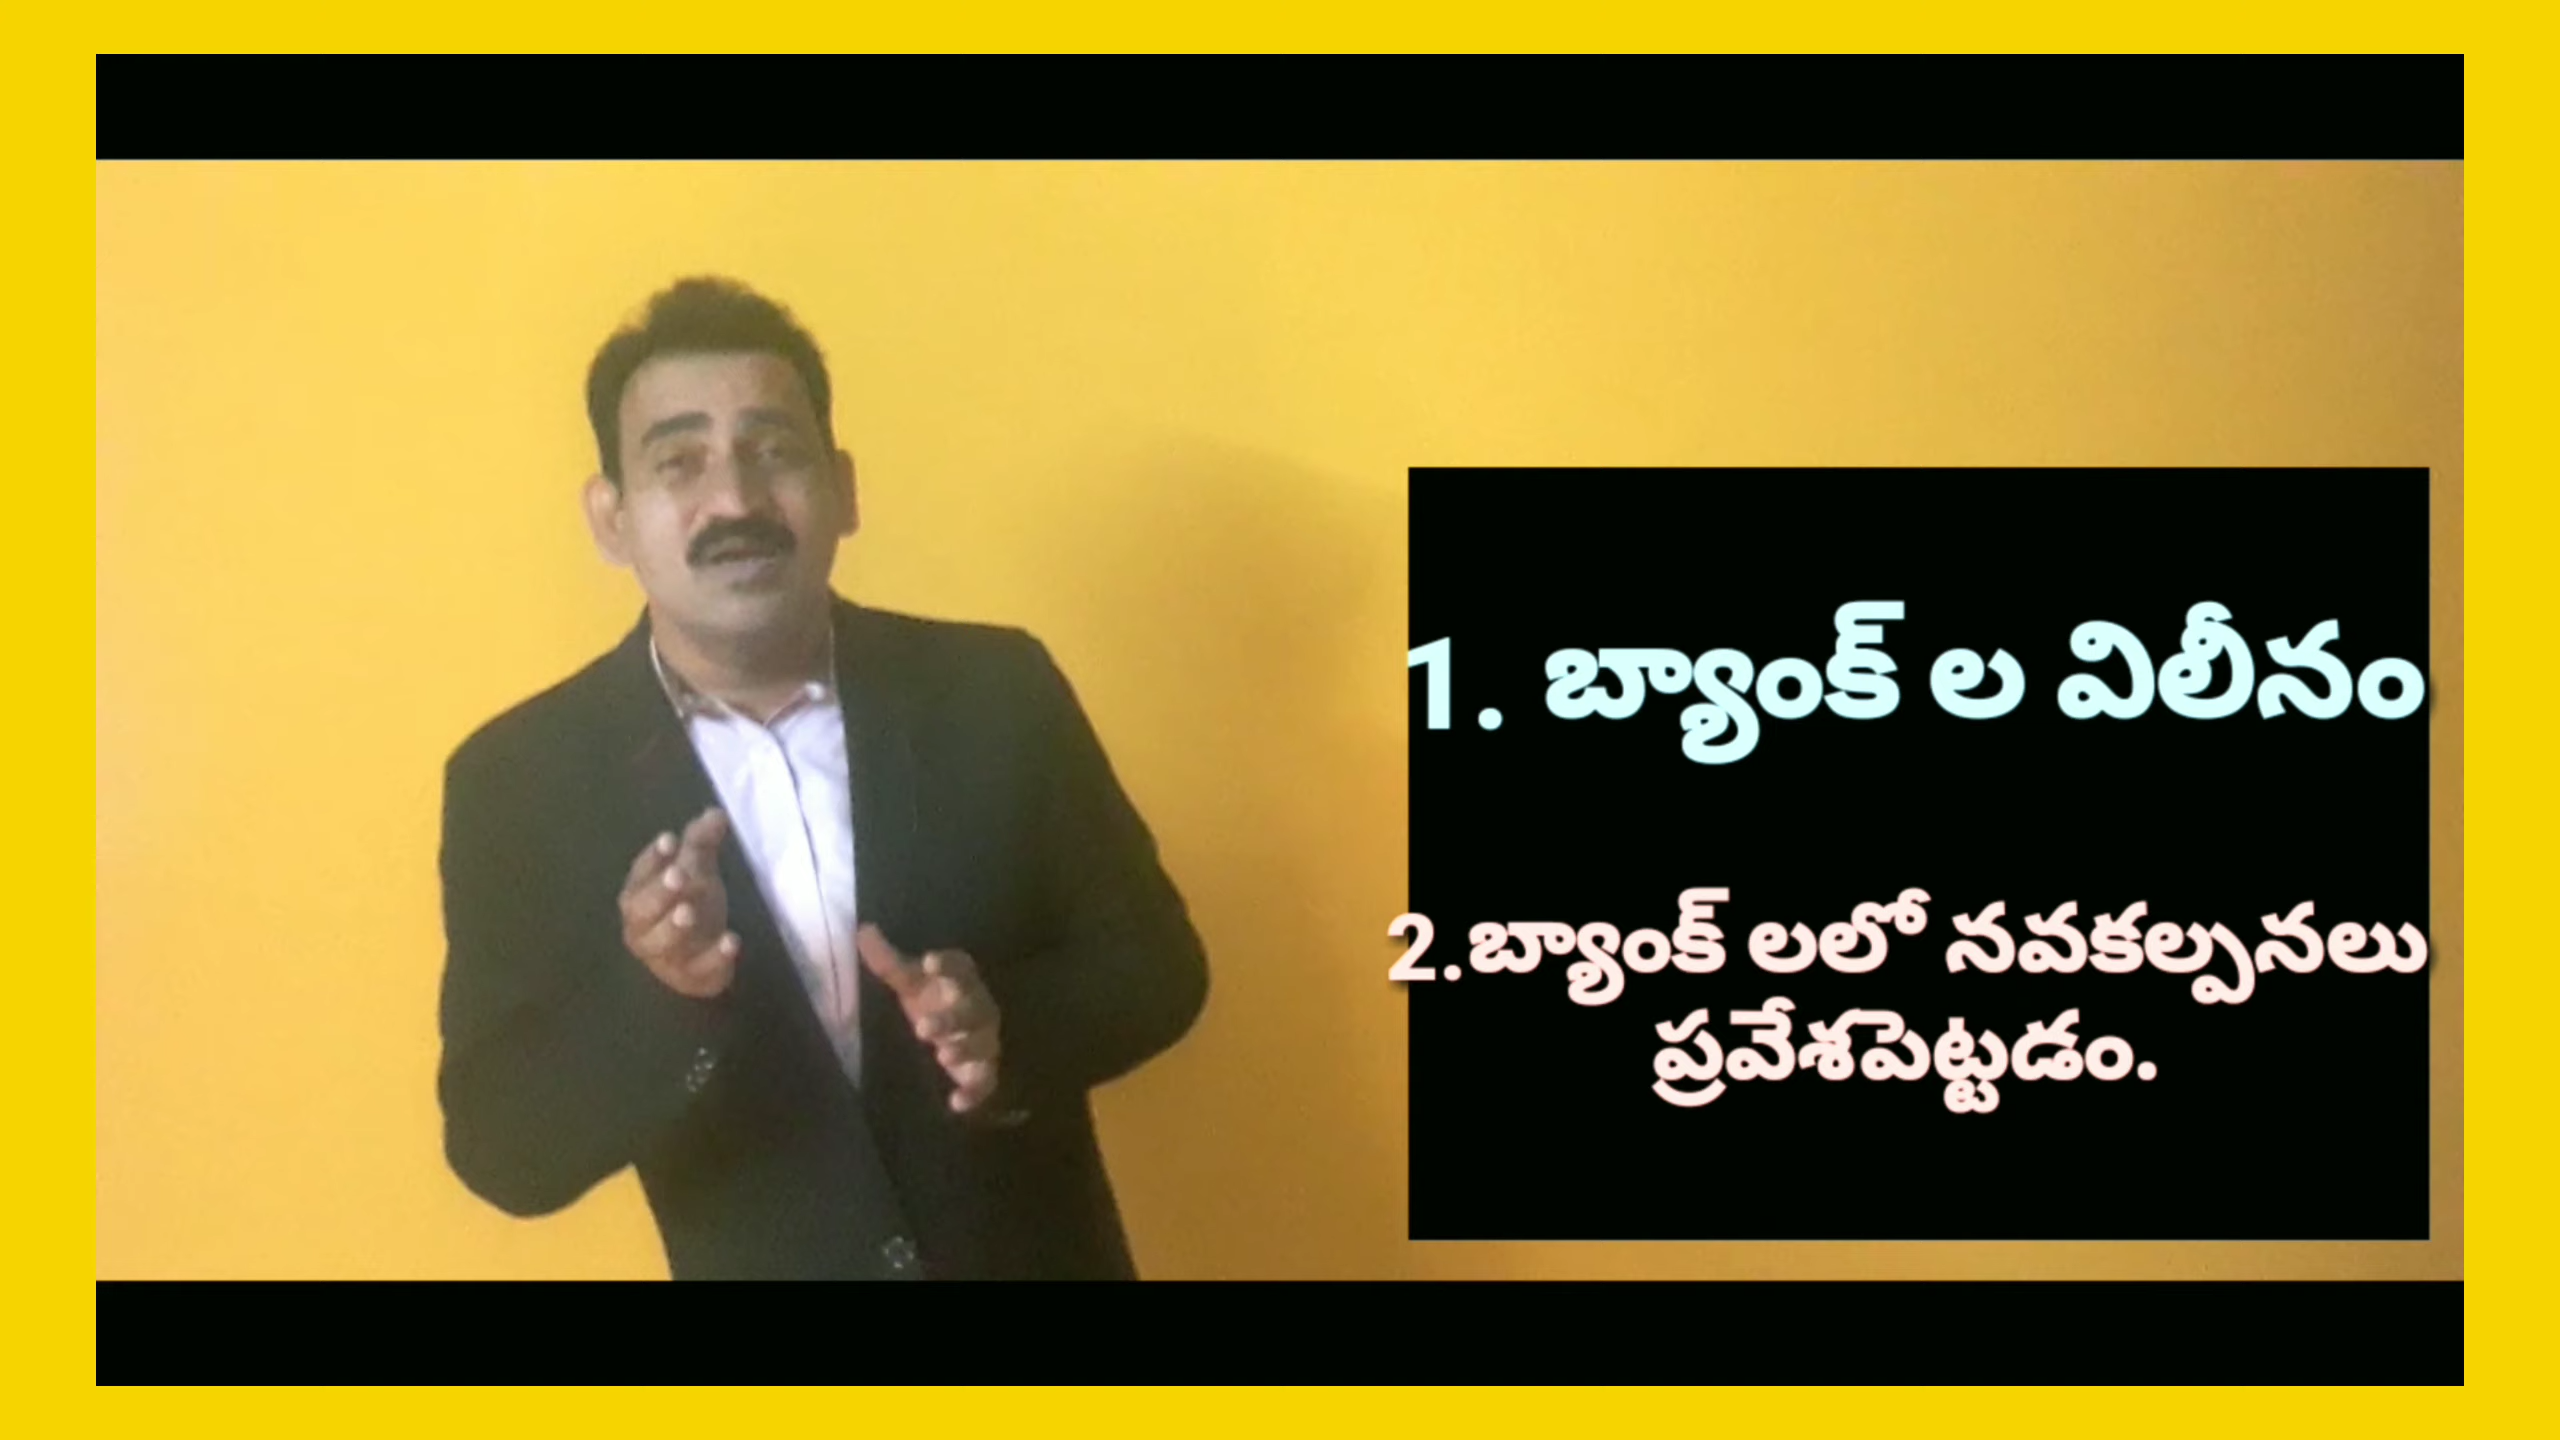 1. బ్యాంక్ ల విలీనం
2.బ్యాంక్ లలో నవకల్పనలు
ప్రవేశపెట్టడం.